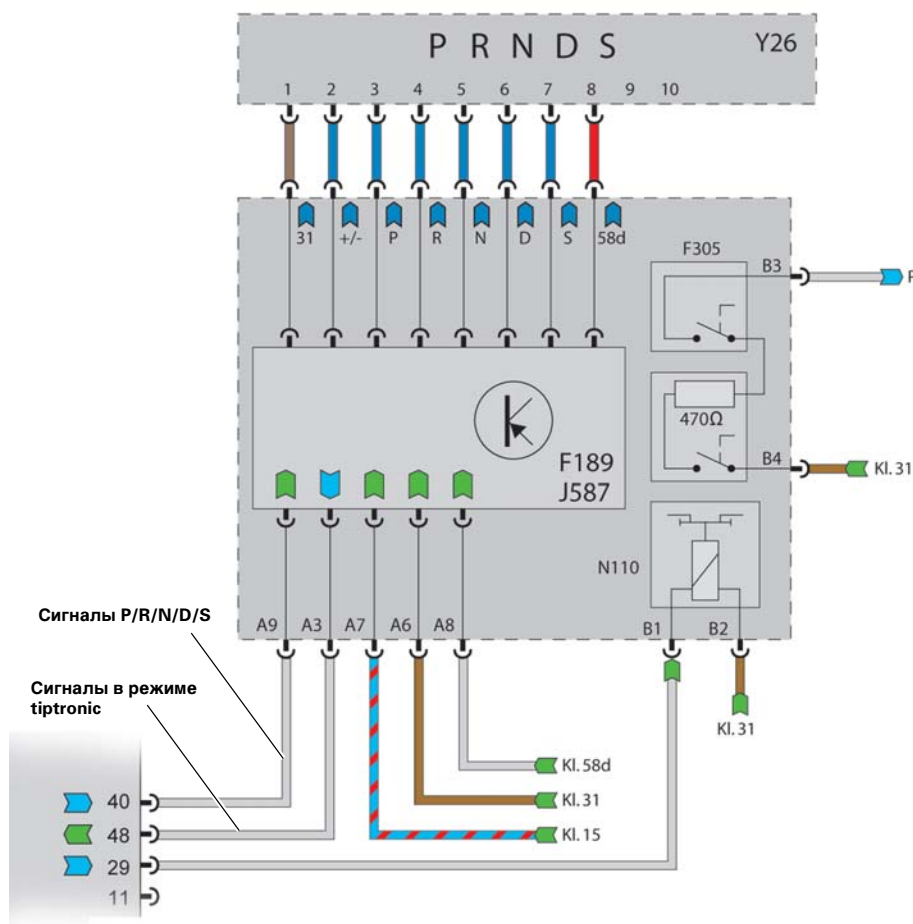 P R N D S Y26
1 2 3 4 5 6 7 8 9 10
31 +/- P R N D S 58d
F305
B3
P
470Ω
B4
Kl. 31
F189
J587
N110
A9 A3 A7 A6 A8
B1 B2
Сигналы P/R/N/D/S
Сигналы в режиме
tiptronic
Kl. 31
Kl. 58d
Kl. 31
Kl. 15
40
48
29
11